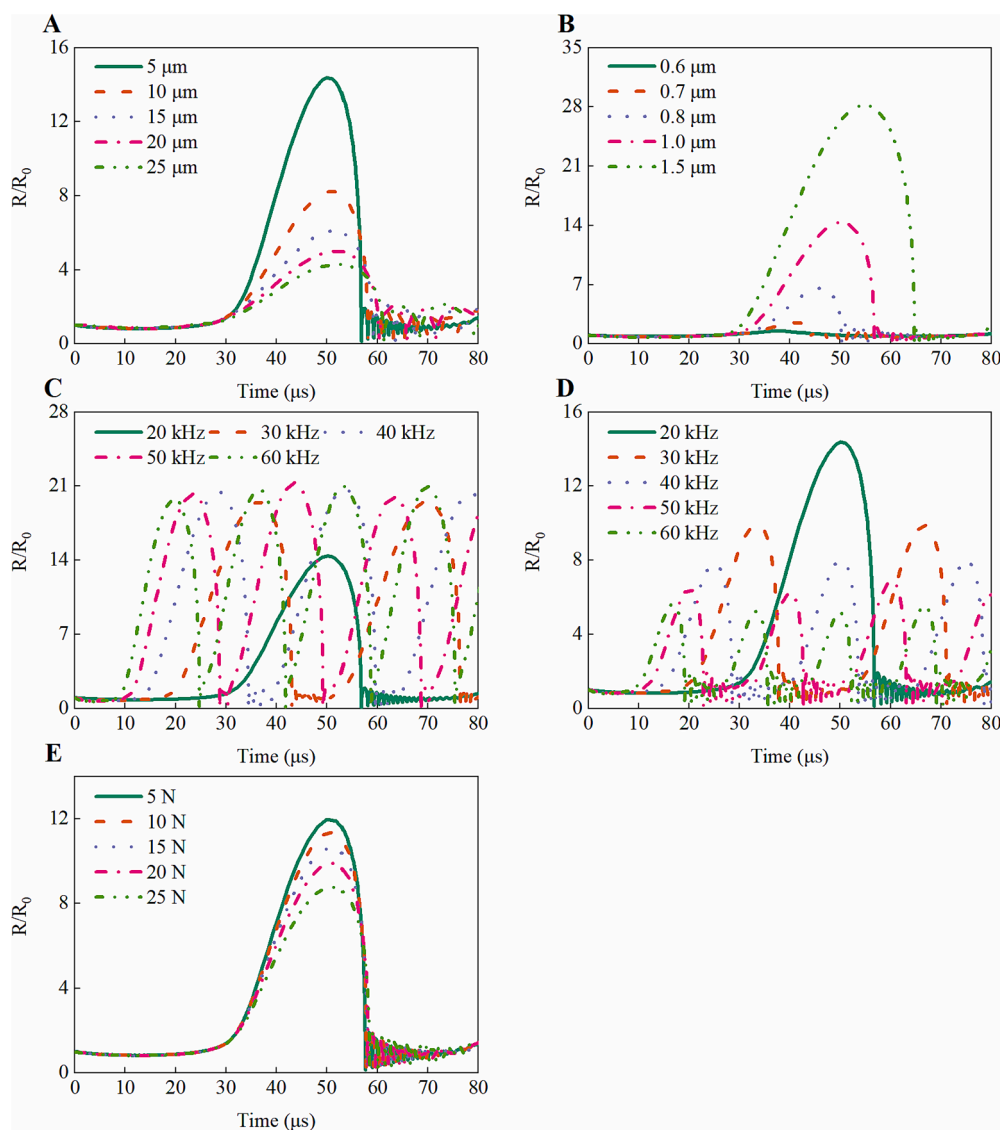 A
16
12
8
4
0
R/R0
5 μm
10 μm
15 μm
20 μm
25 μm
0 10 20 30 40 50 60 70 80
Time (μs)
B
35
28
21
14
7
0
R/R0
0.6 μm
0.7 μm
0.8 μm
1.0 μm
1.5 μm
0 10 20 30 40 50 60 70 80
Time (μs)
C
28
21
14
7
0
R/R0
20 kHz 30 kHz 40 kHz
50 kHz 60 kHz
0 10 20 30 40 50 60 70 80
Time (μs)
D
16
12
8
4
0
R/R0
20 kHz
30 kHz
40 kHz
50 kHz
60 kHz
0 10 20 30 40 50 60 70 80
Time (μs)
E
12
8
4
0
R/R0
5 N
10 N
15 N
20 N
25 N
0 10 20 30 40 50 60 70 80
Time (μs)